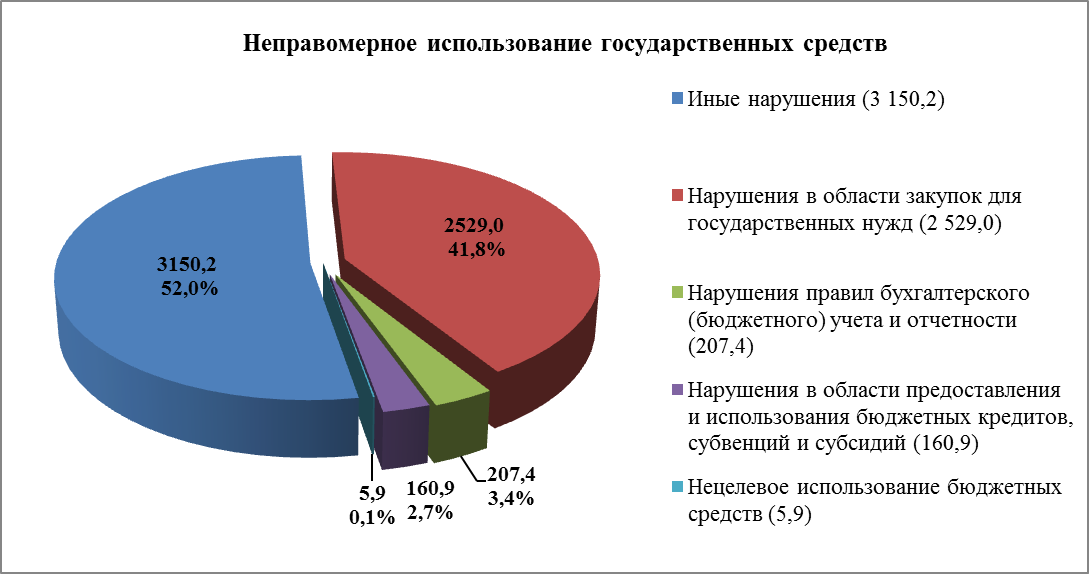 Неправомерное использование государственных средств
Иные нарушения (3 150,2)
Нарушения в области закупок для
государственных нужд (2 529,0)
Нарушения правил бухгалтерского
(бюджетного) учета и отчетности
(207,4)
Нарушения в области предоставления
и использования бюджетных кредитов,
субвенций и субсидий (160,9)
Нецелевое использование бюджетных
средств (5,9)
3150,2
52,0%
2529,0
41,8%
5,9
0,1%
160,9
2,7%
207,4
3,4%